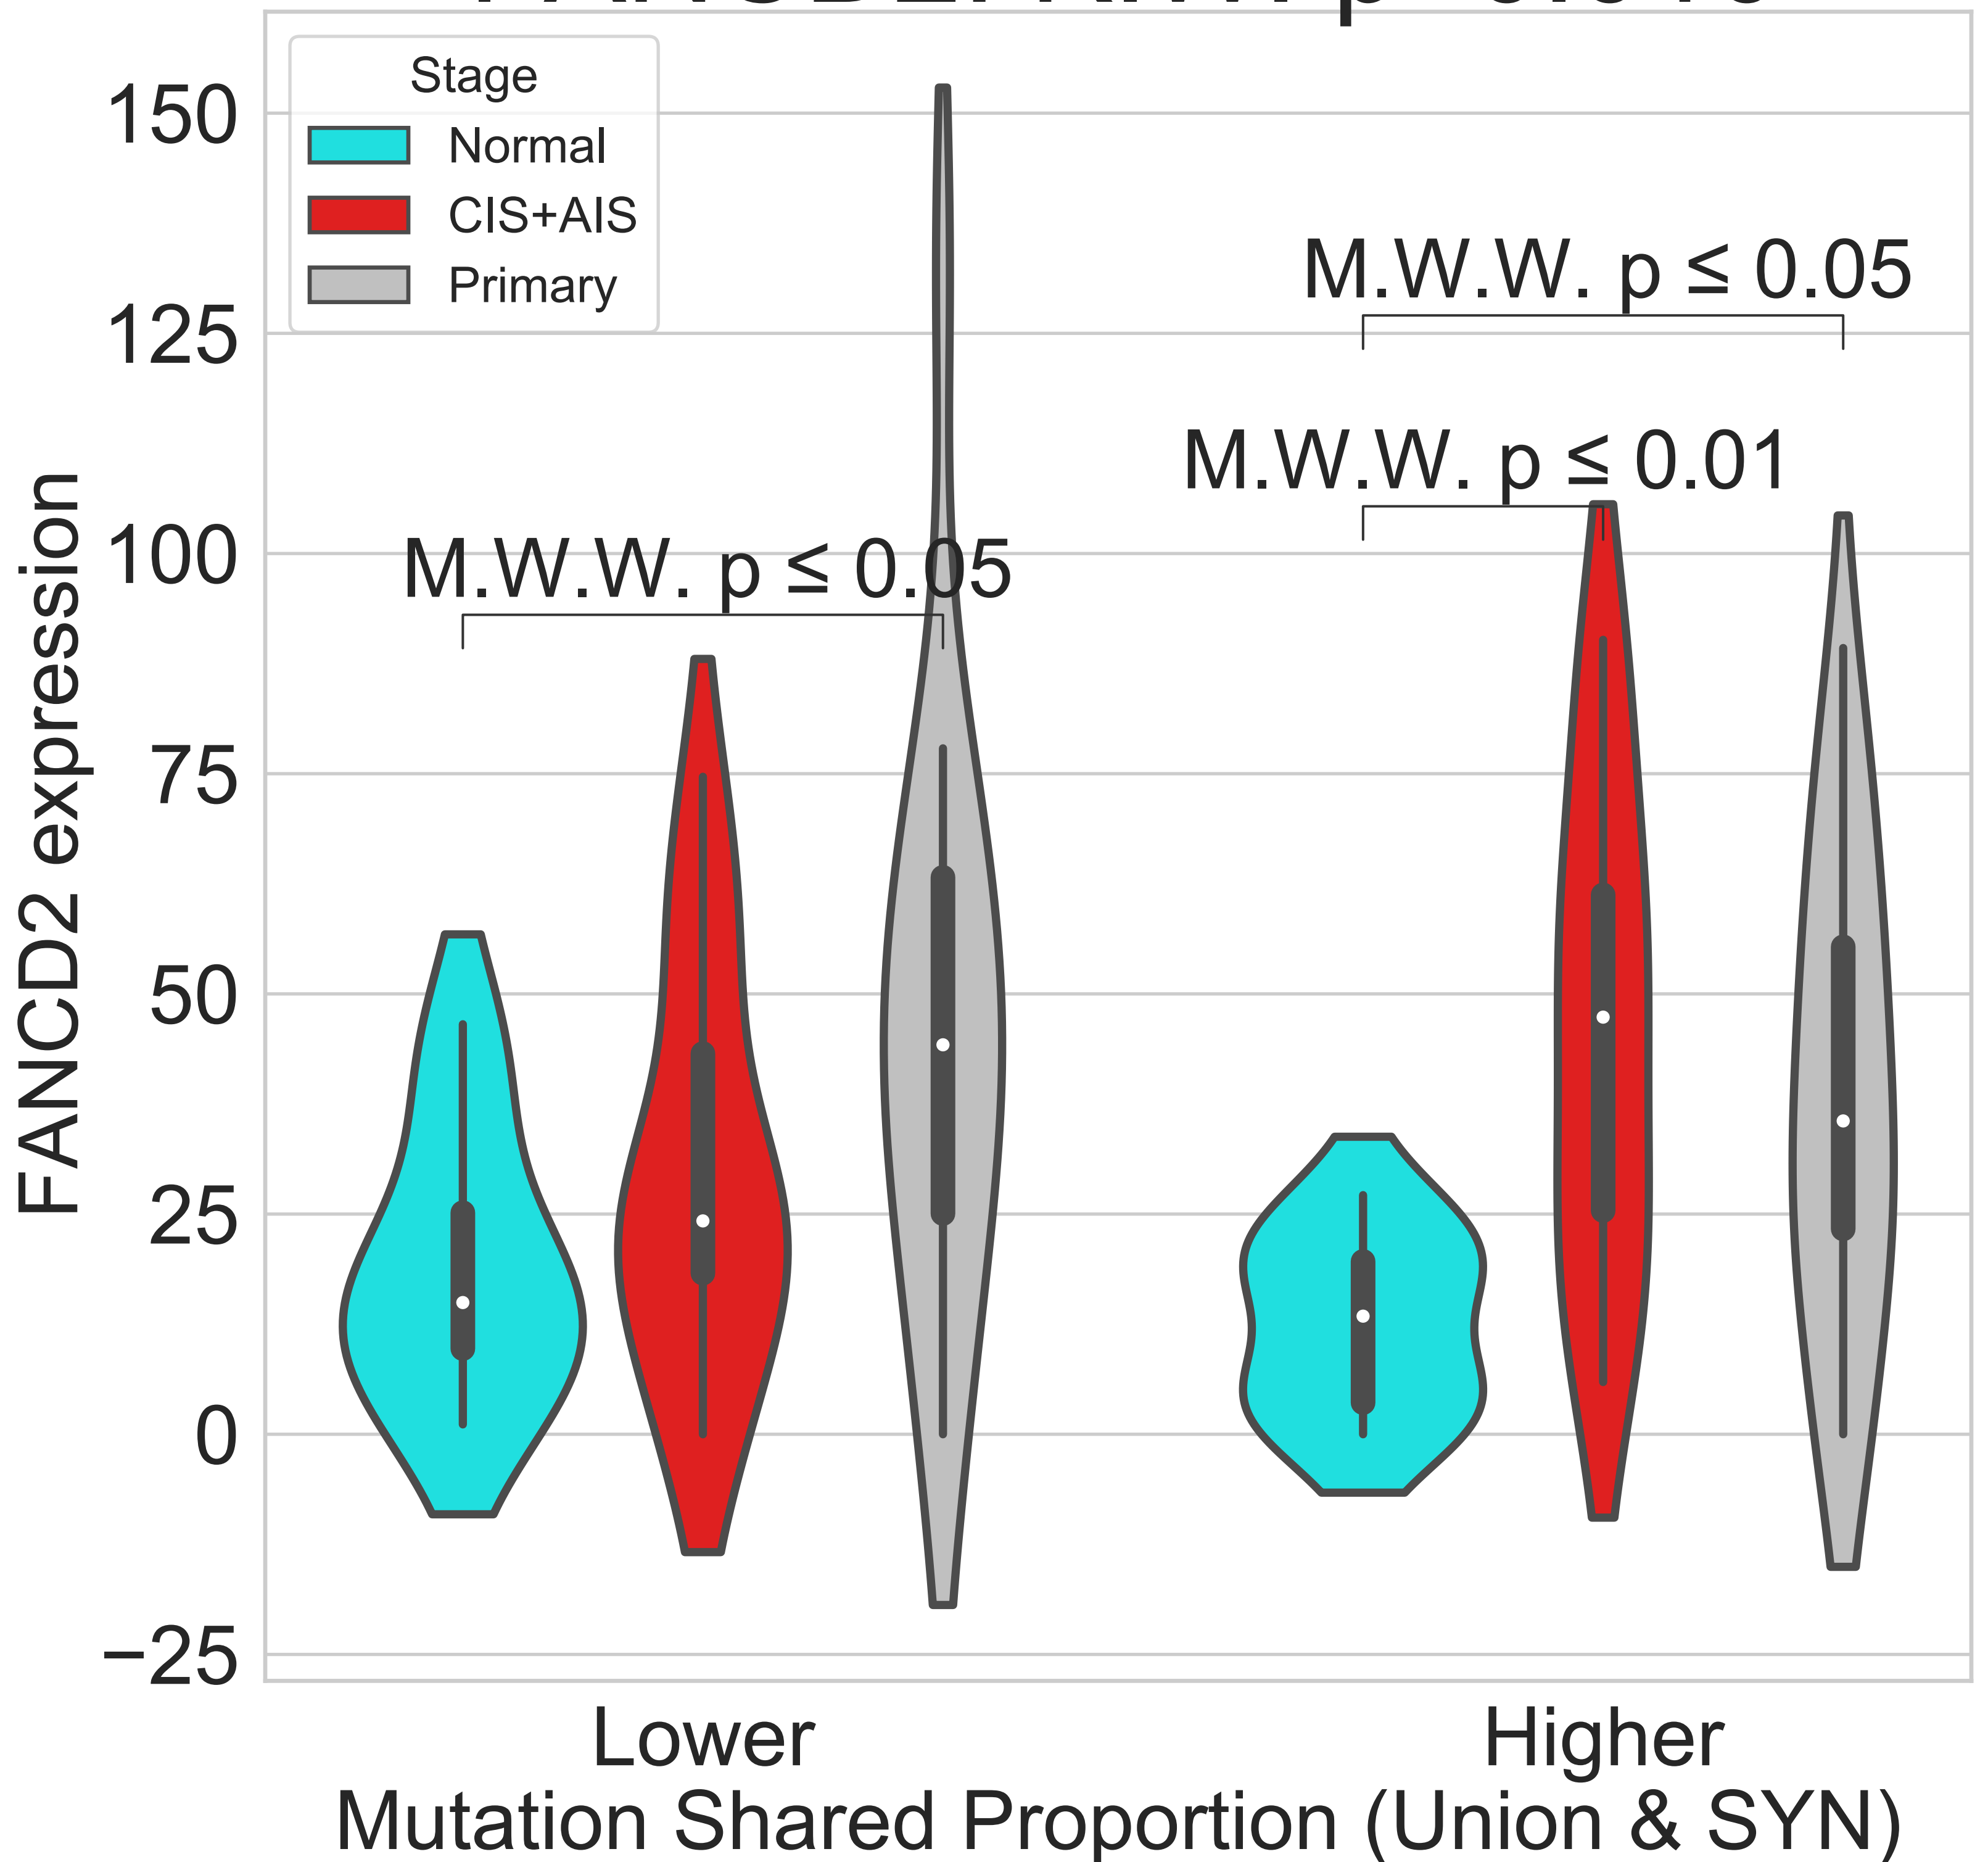 Stage
Normal
CIS+AIS
Primary
150
125
100
75
50
25
0
−25
FANCD2 expression
M.W.W. p ≤ 0.05
M.W.W. p ≤ 0.01
M.W.W. p ≤ 0.05
Lower
Higher
Mutation Shared Proportion (Union & SYN)